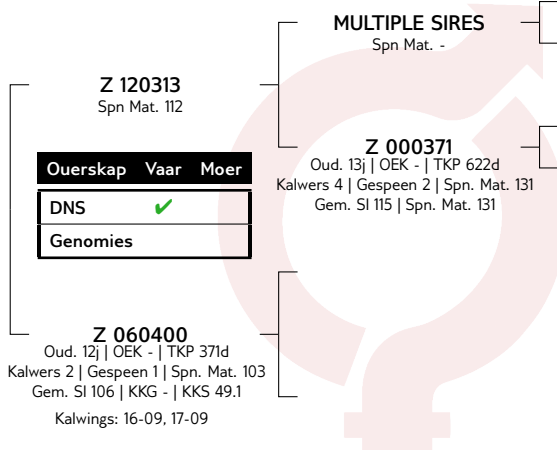 MULTIPLE SIRES
Spn Mat. -
Z 120313
Spn Mat. 112
Z 000371
Oud. 13j | OEK - | TKP 622d
Kalwers 4 | Gespeen 2 | Spn. Mat. 131
Gem. SI 115 | Spn. Mat. 131
Ouerskap Vaar Moer
DNS ✔
Genomies
Z 060400
Oud. 12j | OEK - | TKP 371d
Kalwers 2 | Gespeen 1 | Spn. Mat. 103
Gem. SI 106 | KKG - | KKS 49.1
Kalwings: 16-09, 17-09